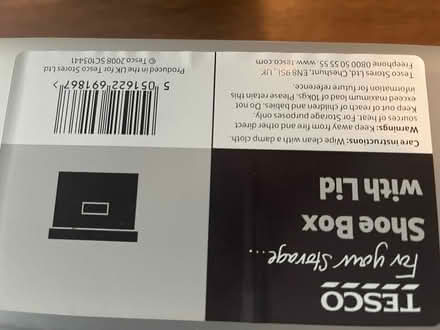 TESCO
For your storage...
Shoe Box
with Lid
Care instructions: Wipe clean with a damp cloth.
Warnings: Keep away from fire and other direct
sources of heat. For Storage purposes only.
Keep out of reach of children and babies. Do not
exceed maximum load of 10kgs. Please retain this
information for future reference.
Tesco Stores Ltd, Cheshunt, EN8 9SL, UK
Freephone 0800 50 55 55 www.tesco.com
5 051622 691867 >
Produced in the UK for Tesco Stores Ltd
© Tesco 2008 SC103441